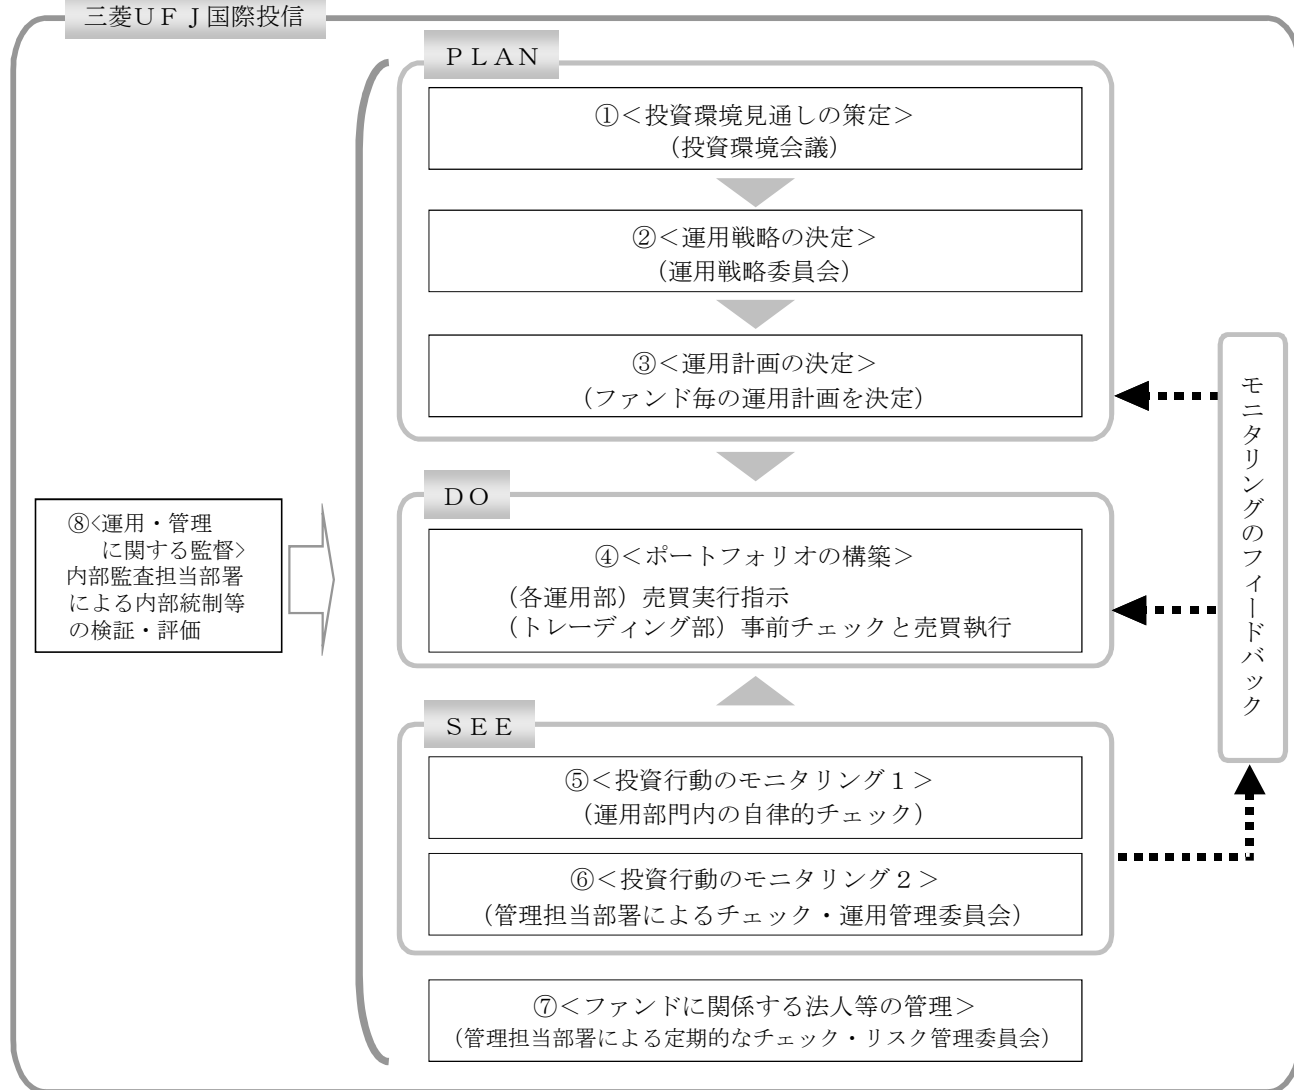 三菱ＵＦＪ国際投信
ＰＬＡＮ
①＜投資環境見通しの策定＞
（投資環境会議）
②＜運用戦略の決定＞
（運用戦略委員会）
③＜運用計画の決定＞
（ファンド毎の運用計画を決定）
ＤＯ
④＜ポートフォリオの構築＞
（各運用部）売買実行指示
（トレーディング部）事前チェックと売買執行
ＳＥＥ
⑤＜投資行動のモニタリング１＞
（運用部門内の自律的チェック）
⑥＜投資行動のモニタリング２＞
（管理担当部署によるチェック・運用管理委員会）
⑦＜ファンドに関係する法人等の管理＞
（管理担当部署による定期的なチェック・リスク管理委員会）
⑧<運用・管理
に関する監督>
内部監査担当部署
による内部統制等
の検証・評価
モニタリングのフィードバック